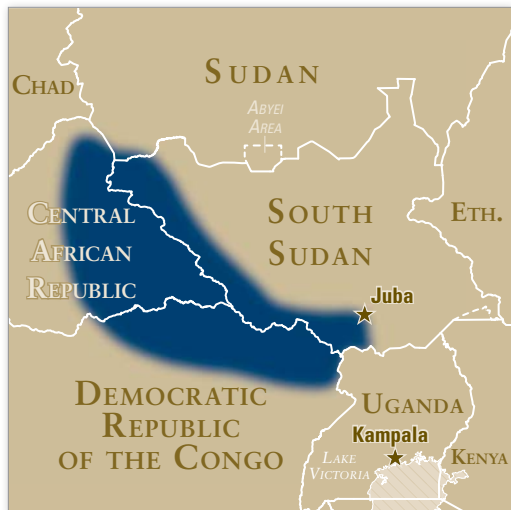 SUDAN
CHAD
ABYEI
AREA
CENTRAL
AFRICAN
REPUBLIC
SOUTH
SUDAN
ETH.
Juba
DEMOCRATIC
REPUBLIC
OF THE CONGO
UGANDA
Kampala
LAKE
VICTORIA
KENYA